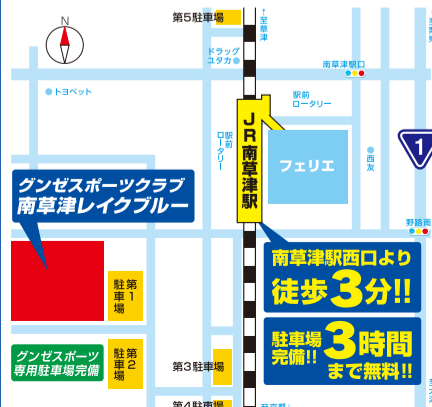 N
第5駐車場
↑至草津
ドラッグ
ユタカ
南草津駅口
トヨペット
駅前
ロータリー
JR南草津駅
駅前
ロータリー
フェリエ
西友
1
グンゼスポーツクラブ
南草津レイクブルー
野路南
南草津駅西口より
徒歩3分!!
第1
駐車場
駐車場
完備!!
3時間
まで無料!!
グンゼスポーツ
専用駐車場完備
第2
駐車場
第3駐車場
第4駐車場